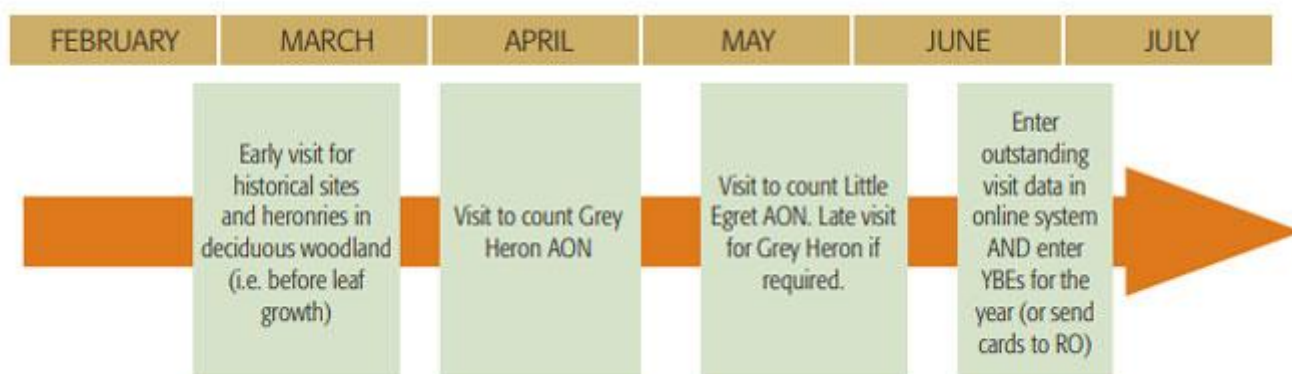 FEBRUARY
MARCH
APRIL
MAY
JUNE
JULY
Early visit for
historical sites
and heronries in
deciduous woodland
(i.e. before leaf
growth)
Visit to count Grey
Heron AON
Visit to count Little
Egret AON. Late visit
for Grey Heron if
required.
Enter
outstanding
visit data in
online system
AND enter
YBEs for the
year (or send
cards to RO)